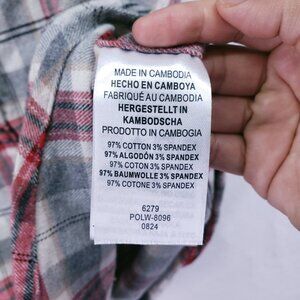 MADE IN CAMBODIA
HECHO EN CAMBOYA
FABRIQUÉ AU CAMBODIA
HERGESTELLT IN
KAMBODSCHA
PRODOTTO IN CAMBOGIA
97% COTTON 3% SPANDEX
97% ALGODÓN 3% SPANDEX
97% COTON 3% SPANDEX
97% BAUMWOLLE 3% SPANDEX
97% COTONE 3% SPANDEX
6279
POLW-8096
0824